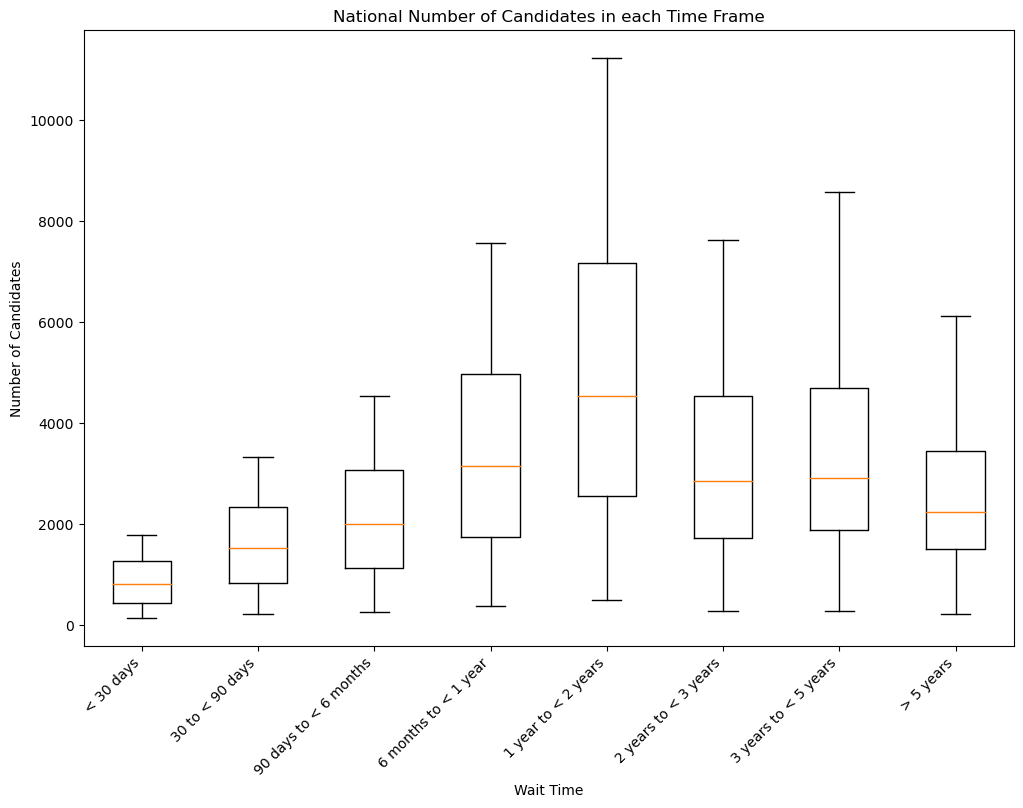 National Number of Candidates in each Time Frame
Number of Candidates
10000
8000
6000
4000
2000
0
< 30 days
30 to < 90 days
90 days to < 6 months
6 months to < 1 year
1 year to < 2 years
2 years to < 3 years
3 years to < 5 years
> 5 years
Wait Time